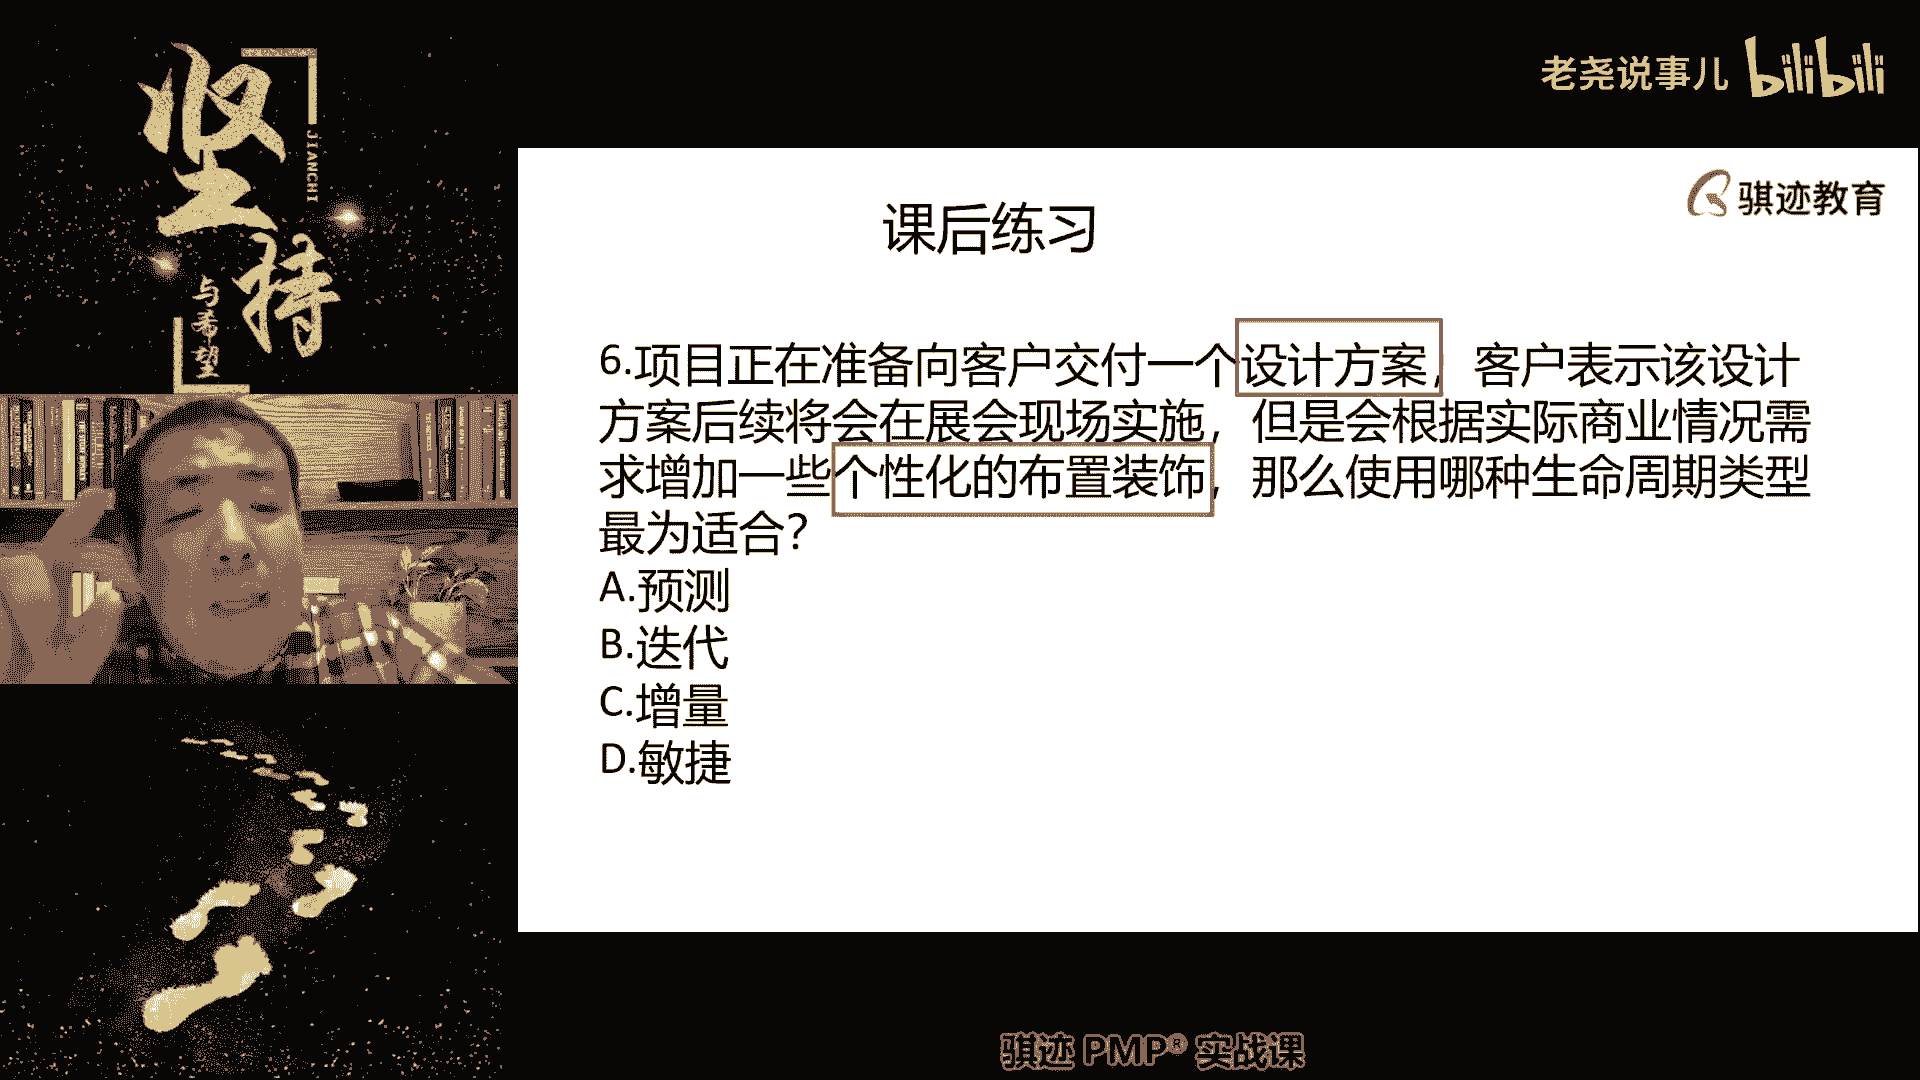 坚持
JIANCHI
与希望
老尧说事儿 bilibili
骐迹教育
课后练习
6.项目正在准备向客户交付一个设计方案，客户表示该设计
方案后续将会在展会现场实施，但是会根据实际商业情况需
求增加一些个性化的布置装饰，那么使用哪种生命周期类型
最为适合？
A.预测
B.迭代
C.增量
D.敏捷
骐迹 PMP® 实战课